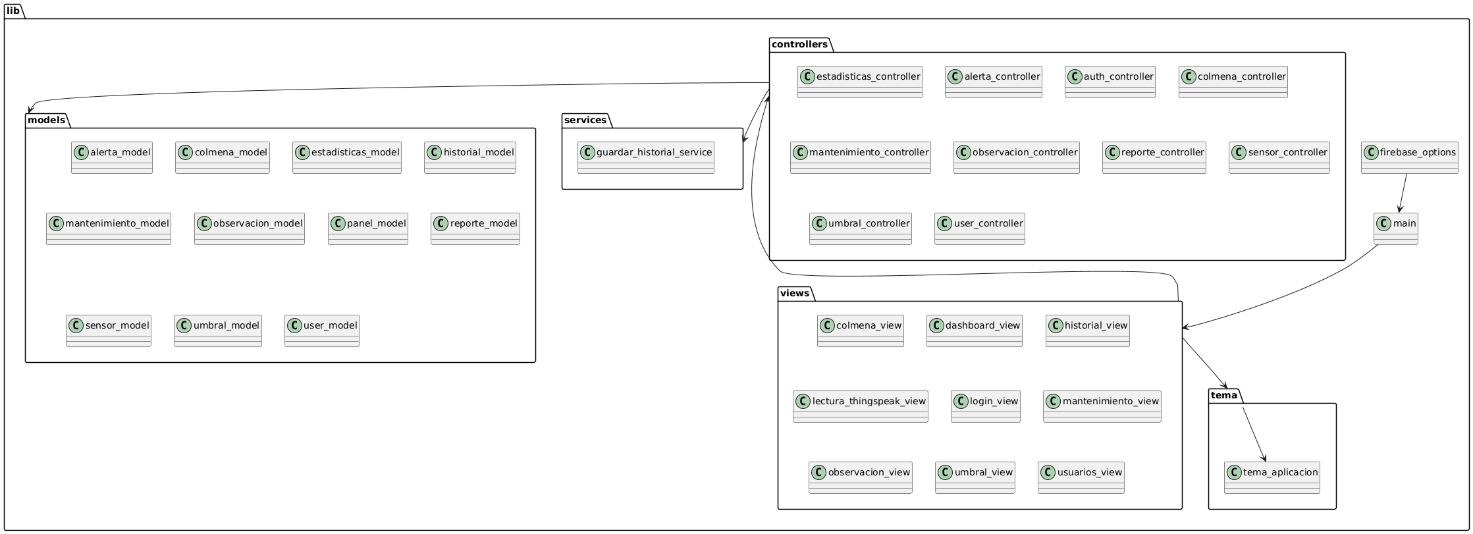 lib
controllers
C estadisticas_controller C alerta_controller C auth_controller C colmena_controller
C mantenimiento_controller C observacion_controller C reporte_controller C sensor_controller
C umbral_controller C user_controller
models
C alerta_model C colmena_model C estadisticas_model C historial_model
C mantenimiento_model C observacion_model C panel_model C reporte_model
C sensor_model C umbral_model C user_model
services
C guardar_historial_service
C firebase_options
C main
views
C colmena_view C dashboard_view C historial_view
C lectura_thingspeak_view C login_view C mantenimiento_view
C observacion_view C umbral_view C usuarios_view
tema
C tema_aplicacion